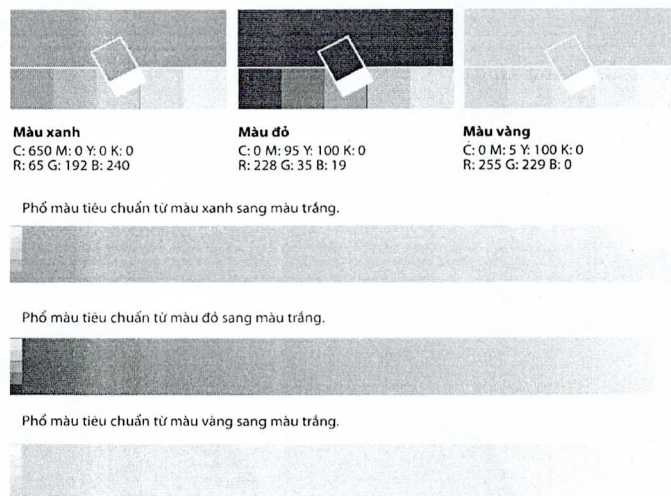 Màu xanh
C: 650 M: 0 Y: 0 K: 0
R: 65 G: 192 B: 240
Màu đỏ
C: 0 M: 95 Y: 100 K: 0
R: 228 G: 35 B: 19
Màu vàng
C: 0 M: 5 Y: 100 K: 0
R: 255 G: 229 B: 0
Phổ màu tiêu chuẩn từ màu xanh sang màu trắng.
Phổ màu tiêu chuẩn từ màu đỏ sang màu trắng.
Phổ màu tiêu chuẩn từ màu vàng sang màu trắng.